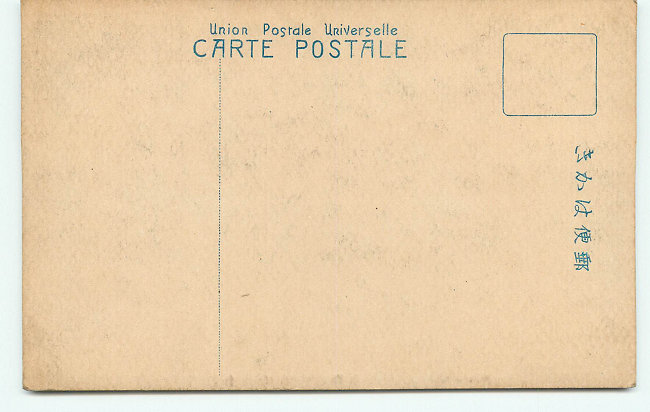 Union Postale Universelle
CARTE POSTALE
郵便はかき